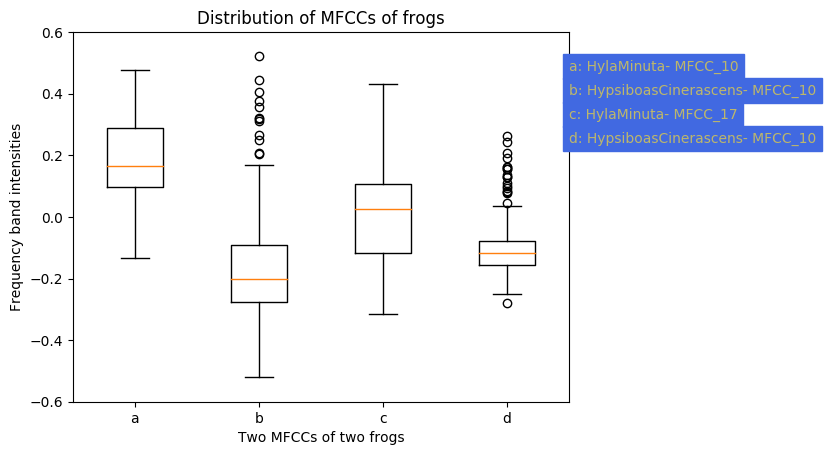 Distribution of MFCCs of frogs
Frequency band intensities
0.6
0.4
0.2
0.0
−0.2
−0.4
−0.6
a
b
c
d
Two MFCCs of two frogs
a: HylaMinuta- MFCC_10
b: HypsiboasCinerascens- MFCC_10
c: HylaMinuta- MFCC_17
d: HypsiboasCinerascens- MFCC_10